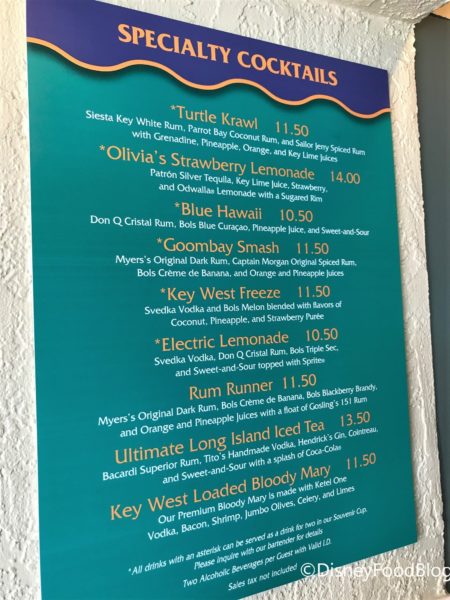 SPECIALTY COCKTAILS
*Turtle Krawl 11.50
Siesta Key White Rum, Parrot Bay Coconut Rum, and Sailor Jerry Spiced Rum
with Grenadine, Pineapple, Orange, and Key Lime Juices
*Olivia's Strawberry Lemonade 14.00
Patrón Silver Tequila, Key Lime Juice, Strawberry,
and Odwalla® Lemonade with a Sugared Rim
*Blue Hawaii 10.50
Don Q Cristal Rum, Bols Blue Curaçao, Pineapple Juice, and Sweet-and-Sour
*Goombay Smash 11.50
Myers's Original Dark Rum, Captain Morgan Original Spiced Rum,
Bols Crème de Banana, and Orange and Pineapple Juices
*Key West Freeze 11.50
Svedka Vodka and Bols Melon blended with flavors of
Coconut, Pineapple, and Strawberry Purée
*Electric Lemonade 10.50
Svedka Vodka, Don Q Cristal Rum, Bols Triple Sec,
and Sweet-and-Sour topped with Sprite®
Rum Runner 11.50
Myers's Original Dark Rum, Bols Crème de Banana, Bols Blackberry Brandy,
and Orange and Pineapple Juices with a float of Gosling's 151 Rum
Ultimate Long Island Iced Tea 13.50
Bacardi Superior Rum, Tito's Handmade Vodka, Hendrick's Gin, Cointreau,
and Sweet-and-Sour with a splash of Coca-Cola®
Key West Loaded Bloody Mary 11.50
Our Premium Bloody Mary is made with Ketel One
Vodka, Bacon, Shrimp, Jumbo Olives, Celery, and Limes
*All drinks with an asterisk can be served as a drink for two in our Souvenir Cup.
Please inquire with our bartender for details
Two Alcoholic Beverages per Guest with Valid I.D.
Sales tax not included
©DisneyFoodBlog